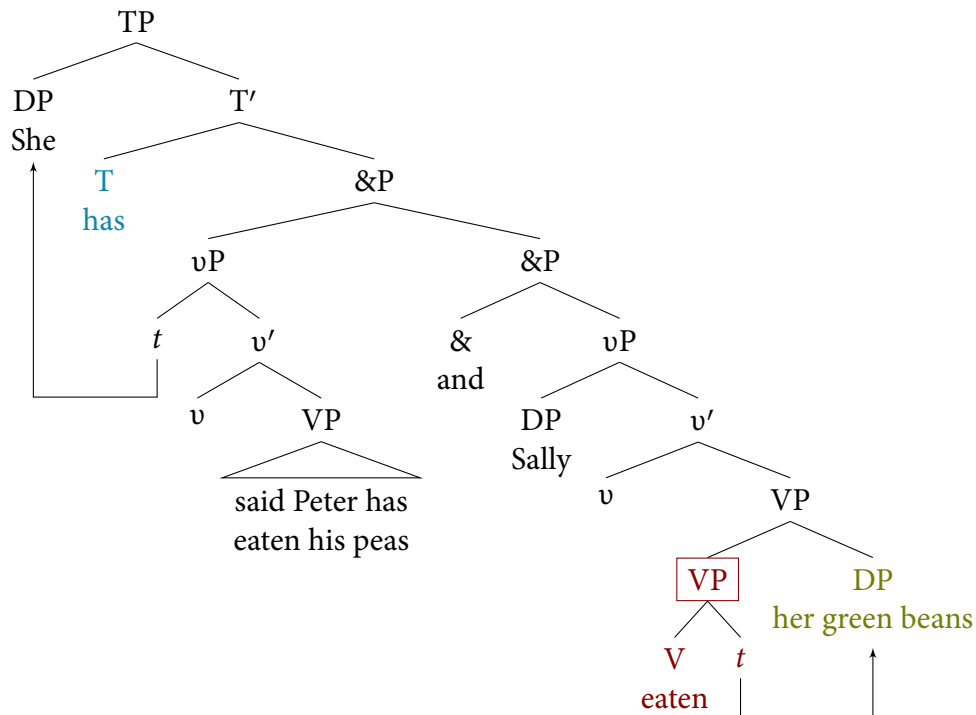 TP
DP T′
She
T &P
has
υP &P
t υ′ & υP
and
υ VP DP υ′
Sally
said Peter has υ VP
eaten his peas
VP DP
her green beans
V t
eaten